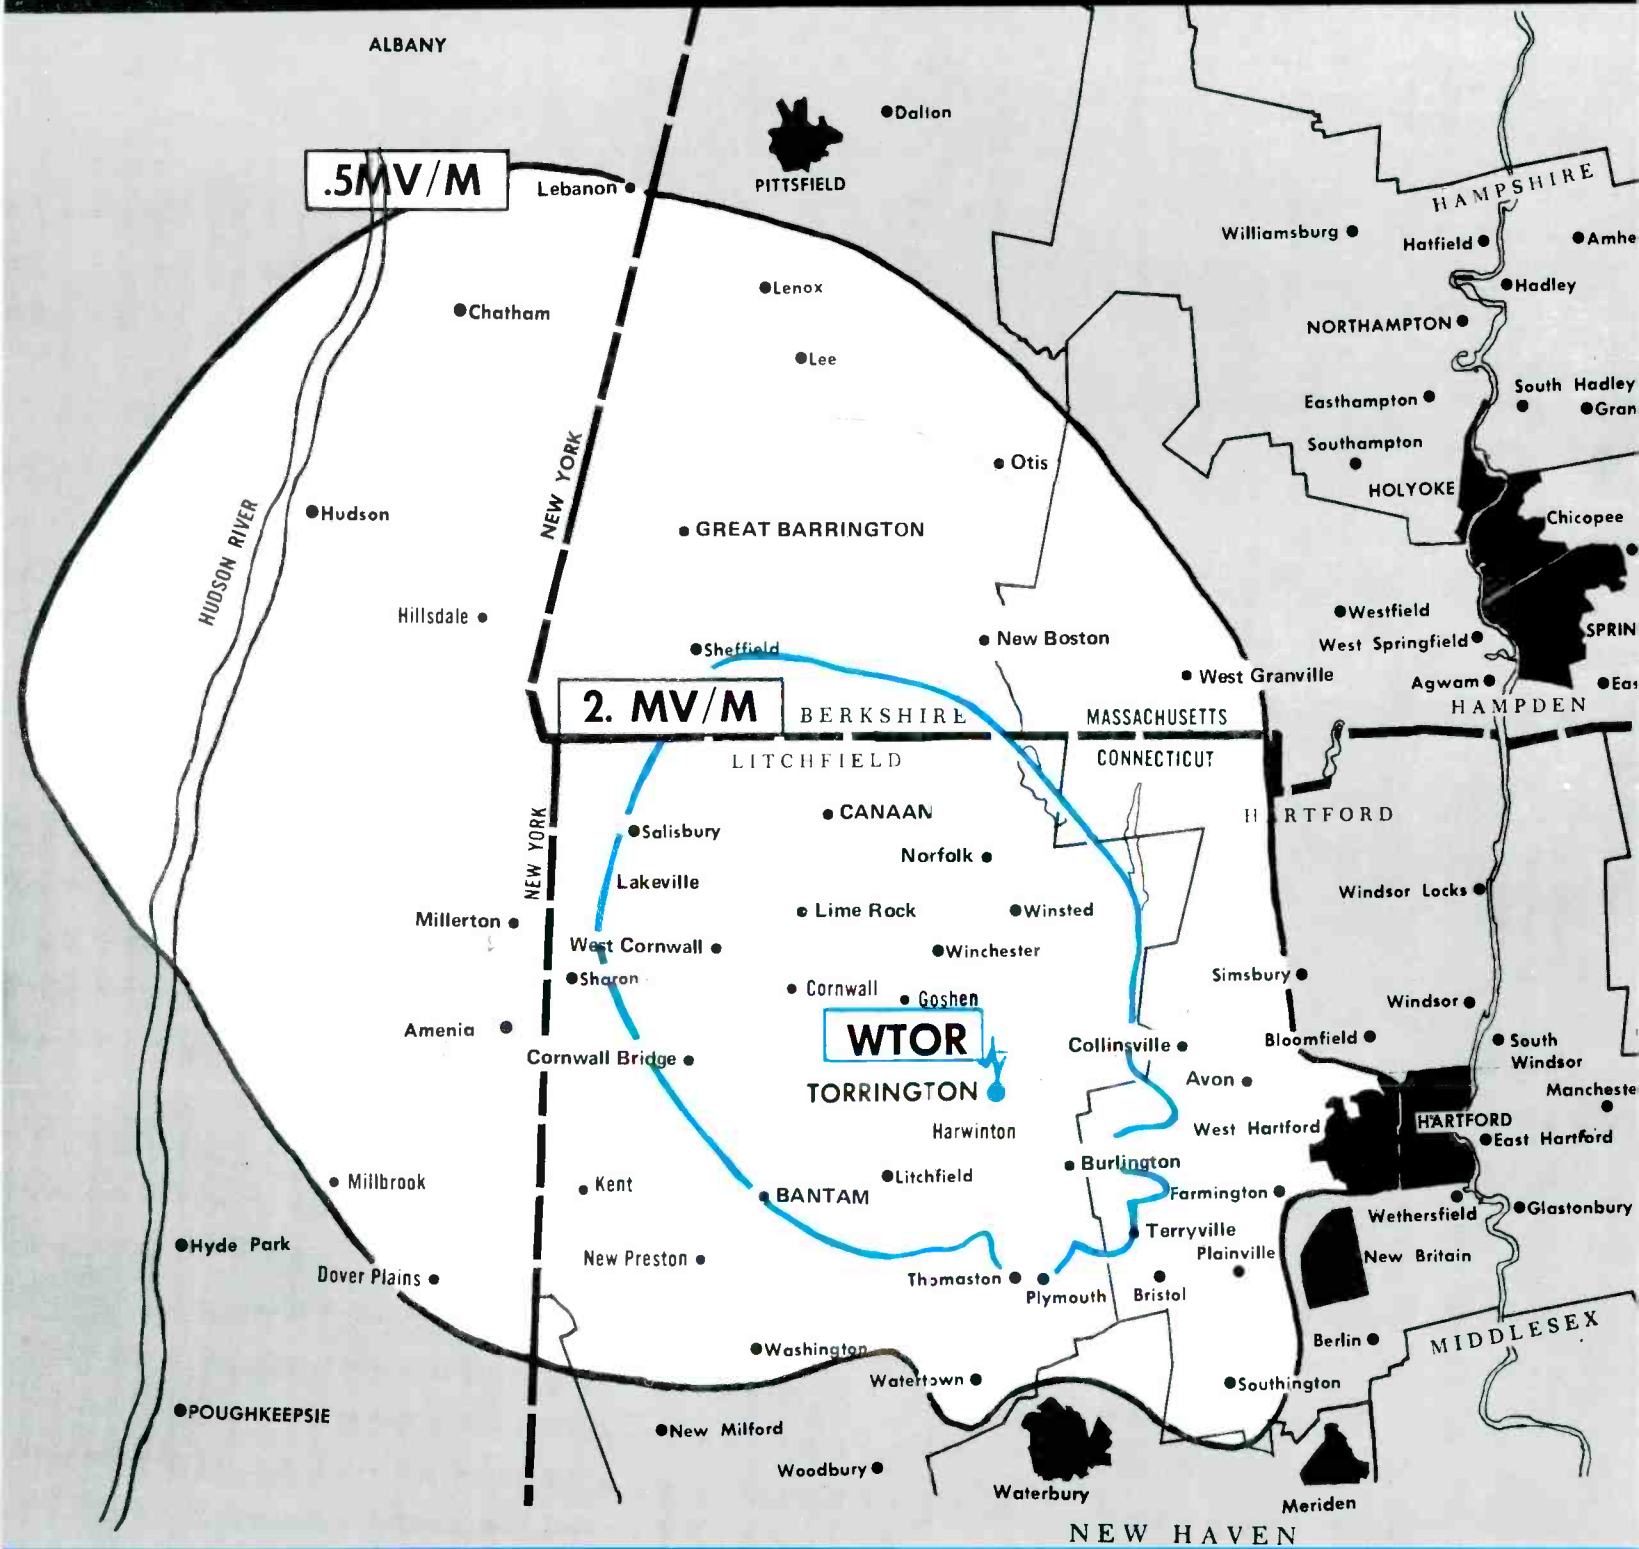 ALBANY
Dalton
PITTSFIELD
.5MV/M
Lebanon
HAMPSHIRE
Williamsburg
Hatfield
Amhe
Lenox
Hadley
Chatham
NORTHAMPTON
Lee
South Hadley
Easthampton
Gran
Southampton
NEW YORK
Otis
HOLYOKE
Hudson
Chicopee
GREAT BARRINGTON
HUDSON RIVER
Hillsdale
Westfield
SPRIN
New Boston
West Springfield
Sheffield
West Granville
Agwam
Eas
2. MV/M
BERKSHIRE
MASSACHUSETTS
HAMPDEN
LITCHFIELD
CONNECTICUT
CANAAN
HARTFORD
Salisbury
NEW YORK
Norfolk
Lakeville
Windsor Locks
Millerton
Lime Rock
Winsted
West Cornwall
Winchester
Sharon
Simsbury
Cornwall
Goshen
Windsor
Amenia
WTOR
Collinsville
Bloomfield
South
Windsor
Cornwall Bridge
Avon
TORRINGTON
Mancheste
Harwinton
West Hartford
HARTFORD
East Hartford
Burlington
Millbrook
Kent
Litchfield
BANTAM
Farmington
Wethersfield
Glastonbury
Terryville
Hyde Park
New Preston
Plainville
New Britain
Dover Plains
Thomaston
Plymouth
Bristol
Washington
Berlin
MIDDLESEX
Watertown
Southington
POUGHKEEPSIE
New Milford
Woodbury
Waterbury
Meriden
NEW HAVEN